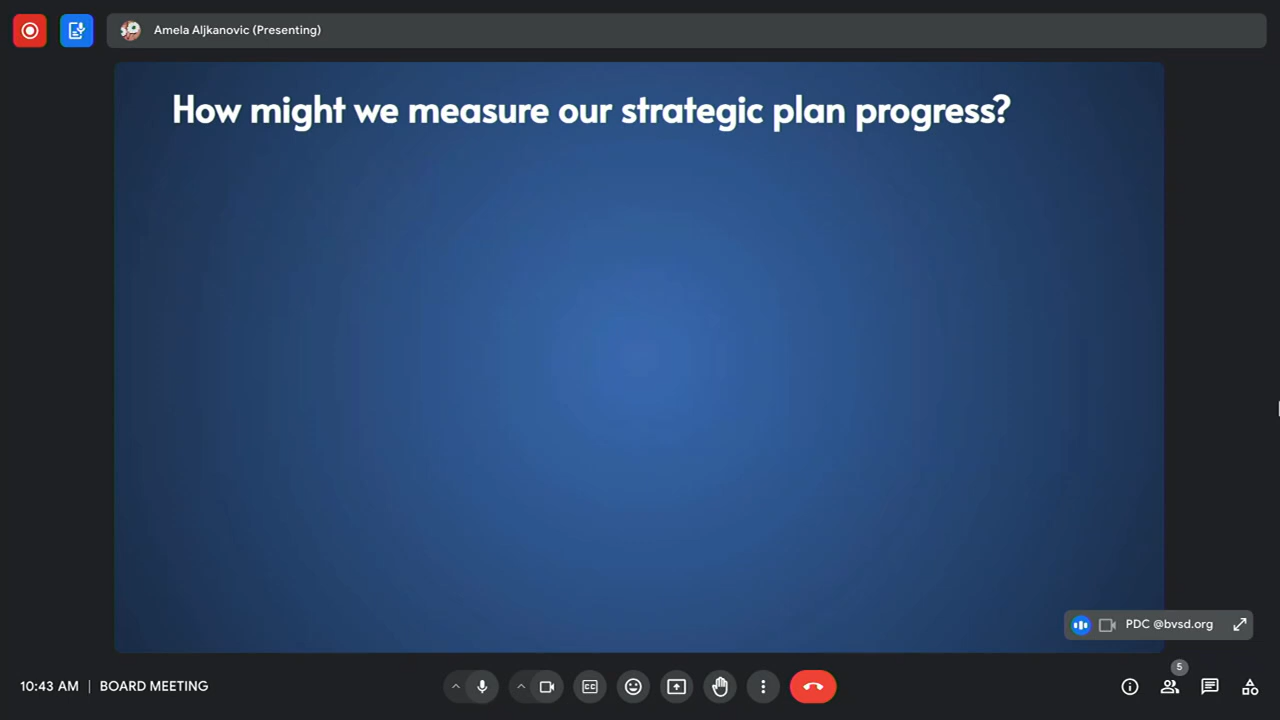 Amela Aljkanovic (Presenting)
How might we measure our strategic plan progress?
PDC @bvsd.org
5
10:43 AM | BOARD MEETING
CC